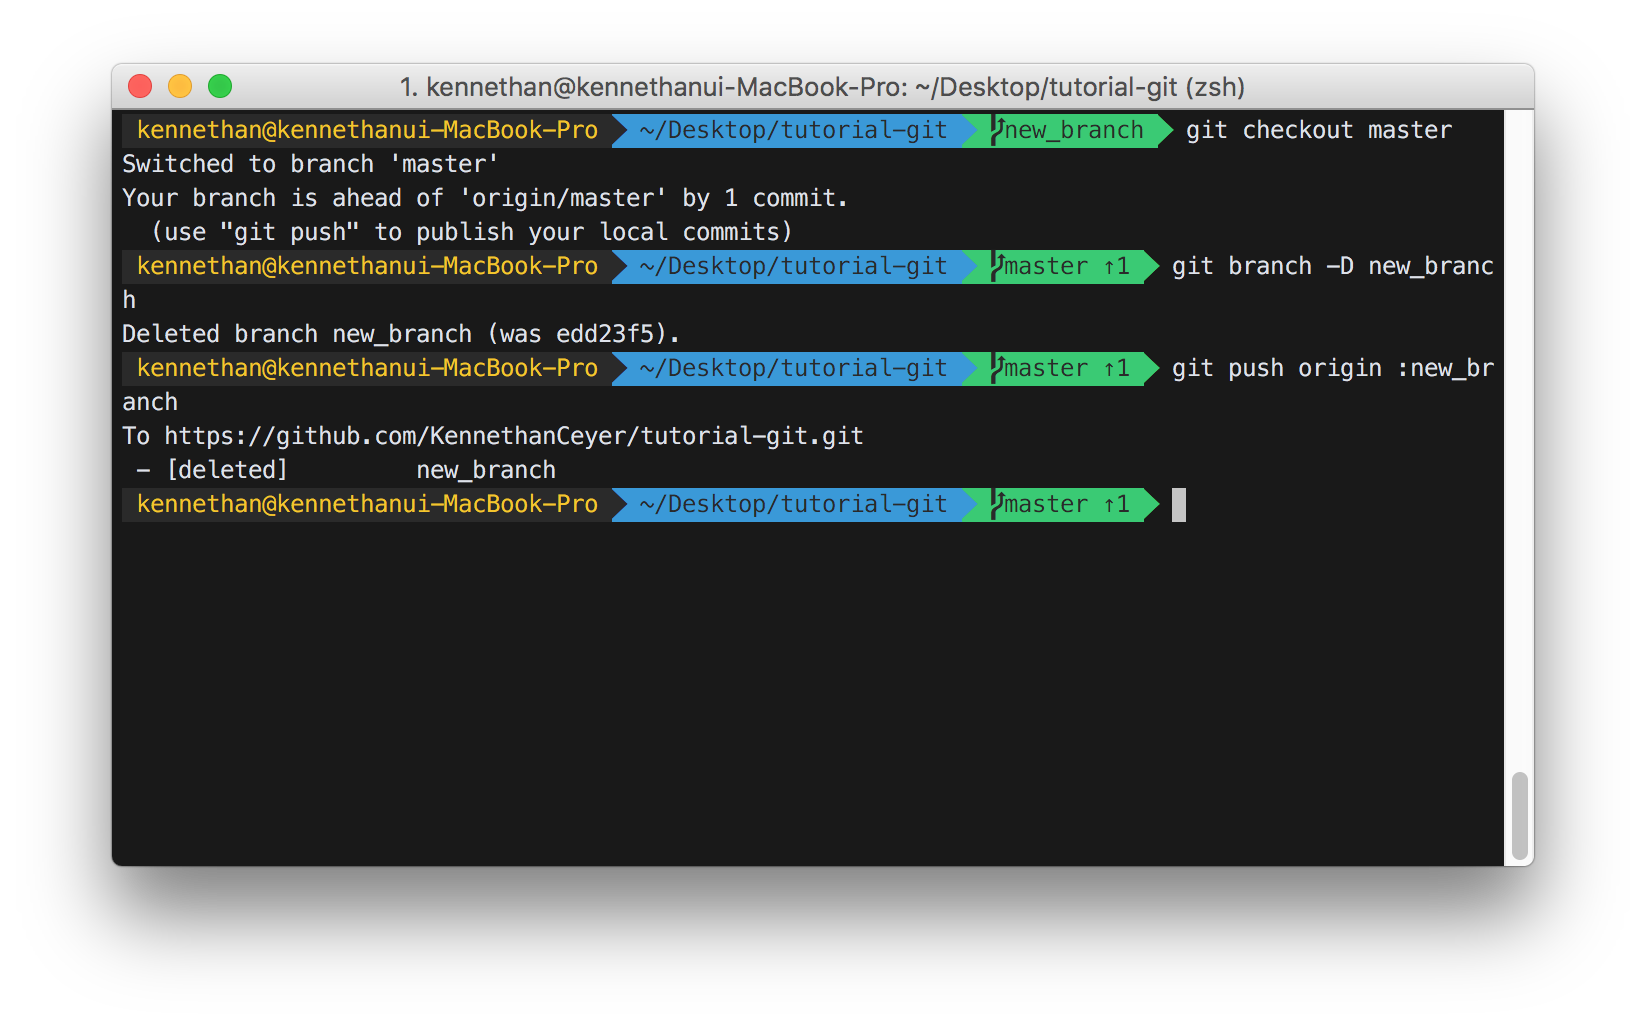 1. kennethan@kennethanui-MacBook-Pro: ~/Desktop/tutorial-git (zsh)
kennethan@kennethanui-MacBook-Pro ~/Desktop/tutorial-git new_branch git checkout master
Switched to branch 'master'
Your branch is ahead of 'origin/master' by 1 commit.
  (use "git push" to publish your local commits)
kennethan@kennethanui-MacBook-Pro ~/Desktop/tutorial-git master ↑1 git branch -D new_branc
h
Deleted branch new_branch (was edd23f5).
kennethan@kennethanui-MacBook-Pro ~/Desktop/tutorial-git master ↑1 git push origin :new_br
anch
To https://github.com/KennethanCeyer/tutorial-git.git
 - [deleted]         new_branch
kennethan@kennethanui-MacBook-Pro ~/Desktop/tutorial-git master ↑1